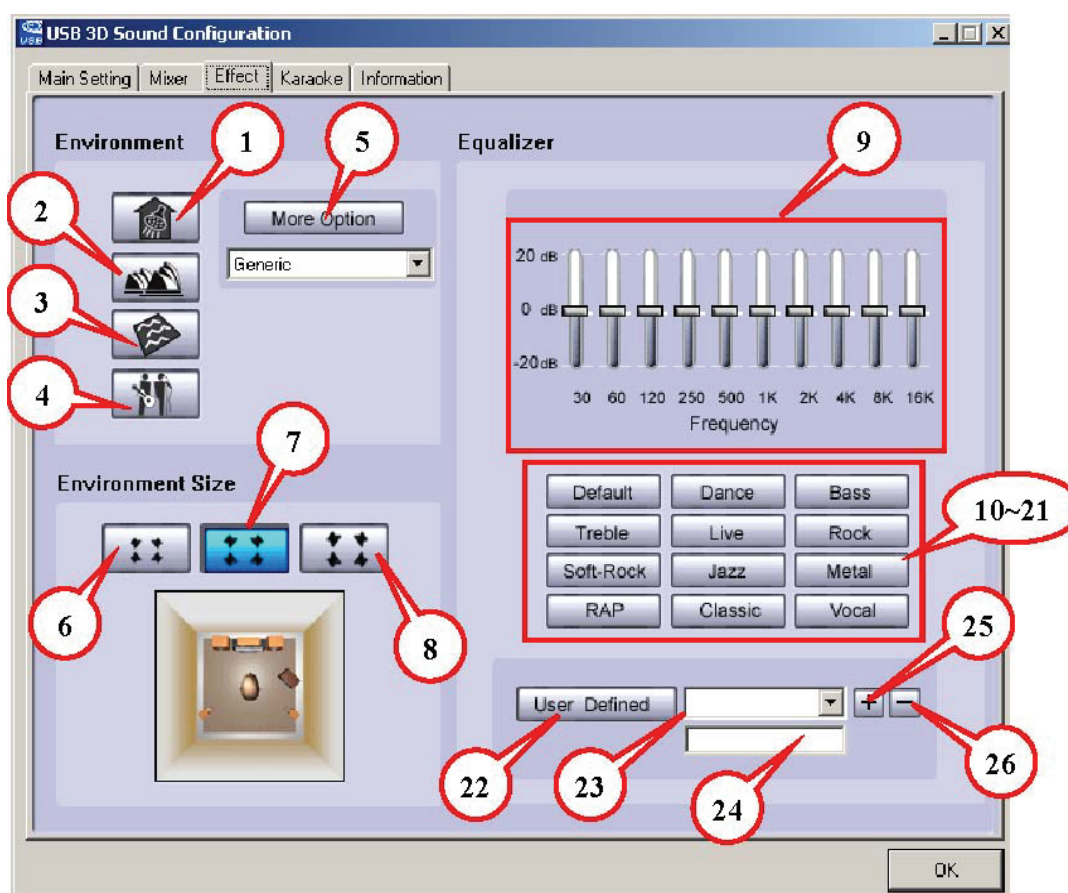 USB USB 3D Sound Configuration
Main Setting Mixer Effect Karaoke Information
Environment
1
2
3
4
5
More Option
Generic
Environment Size
6
7
8
Equalizer
9
20 dB
0 dB
-20dB
30 60 120 250 500 1K 2K 4K 8K 16K
Frequency
Default Dance Bass
Treble Live Rock
Soft-Rock Jazz Metal
RAP Classic Vocal
10~21
User Defined + −
22
23
24
25
26
OK